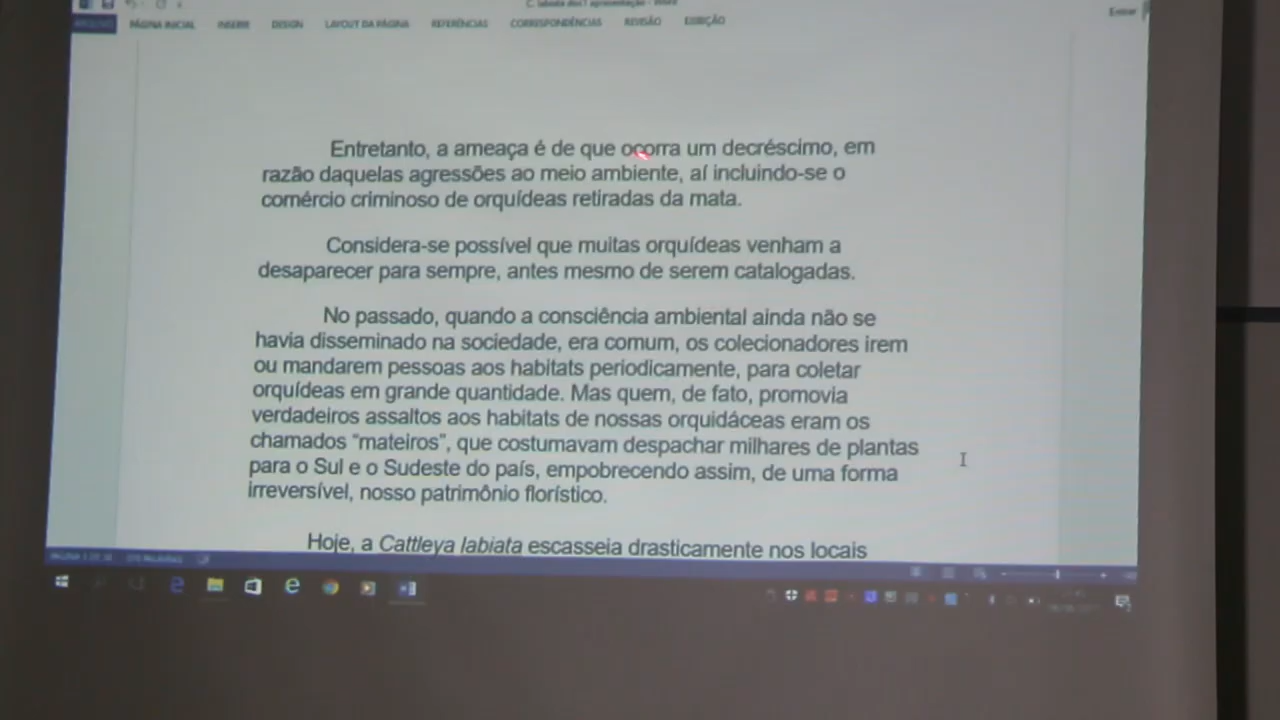 PÁGINA INICIAL INSERIR DESIGN LAYOUT DA PÁGINA REFERÊNCIAS CORRESPONDÊNCIAS REVISÃO EXIBIÇÃO
Entretanto, a ameaça é de que ocorra um decréscimo, em
razão daquelas agressões ao meio ambiente, aí incluindo-se o
comércio criminoso de orquídeas retiradas da mata.
Considera-se possível que muitas orquídeas venham a
desaparecer para sempre, antes mesmo de serem catalogadas.
No passado, quando a consciência ambiental ainda não se
havia disseminado na sociedade, era comum, os colecionadores irem
ou mandarem pessoas aos habitats periodicamente, para coletar
orquídeas em grande quantidade. Mas quem, de fato, promovia
verdadeiros assaltos aos habitats de nossas orquidáceas eram os
chamados "mateiros", que costumavam despachar milhares de plantas
para o Sul e o Sudeste do país, empobrecendo assim, de uma forma
irreversível, nosso patrimônio florístico.
Hoje, a Cattleya labiata escasseia drasticamente nos locais